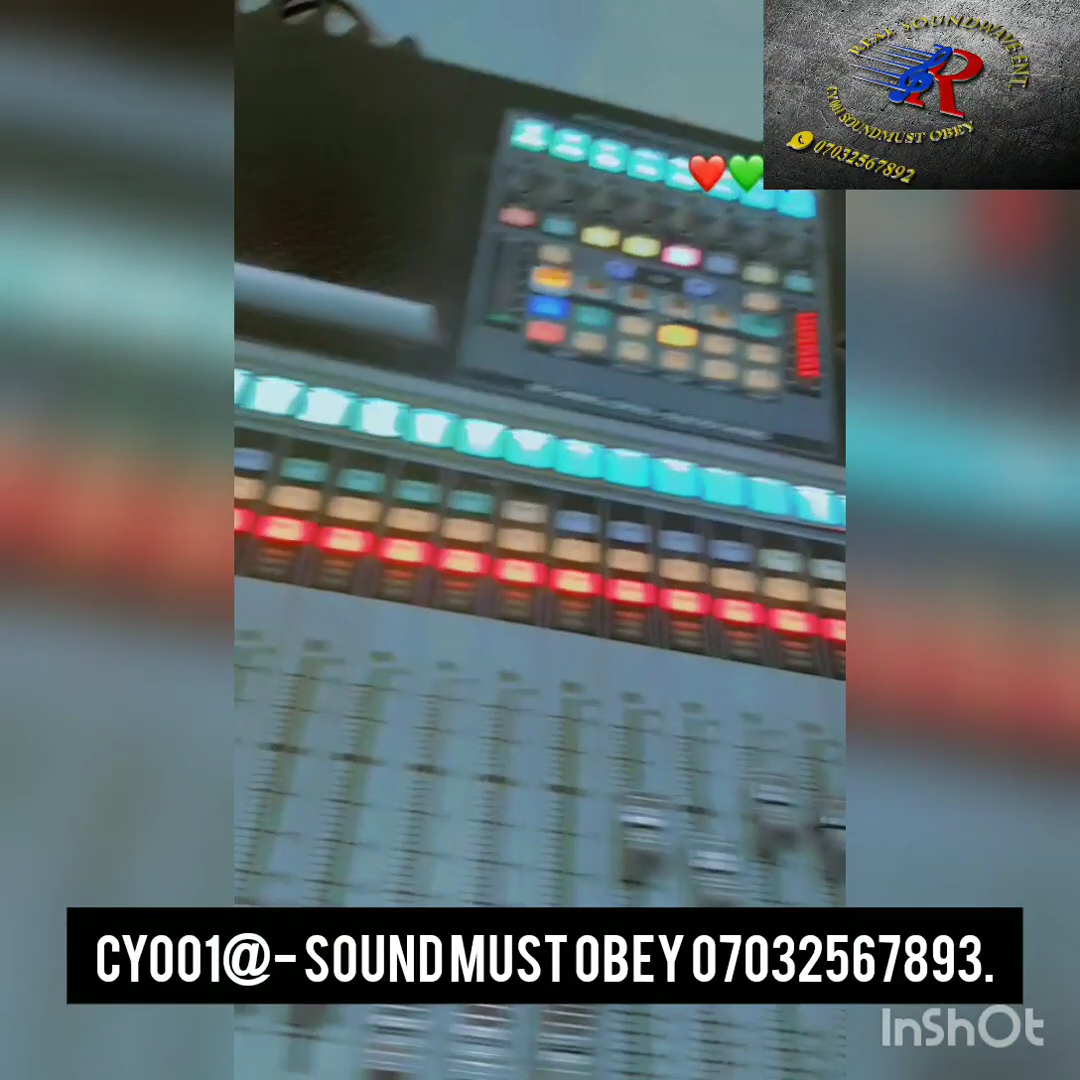 REAL SOUNDWAVE ENT
R
CY001 SOUNDMUST OBEY
07032567892
CY001@- SOUND MUST OBEY 07032567893.
InShOt